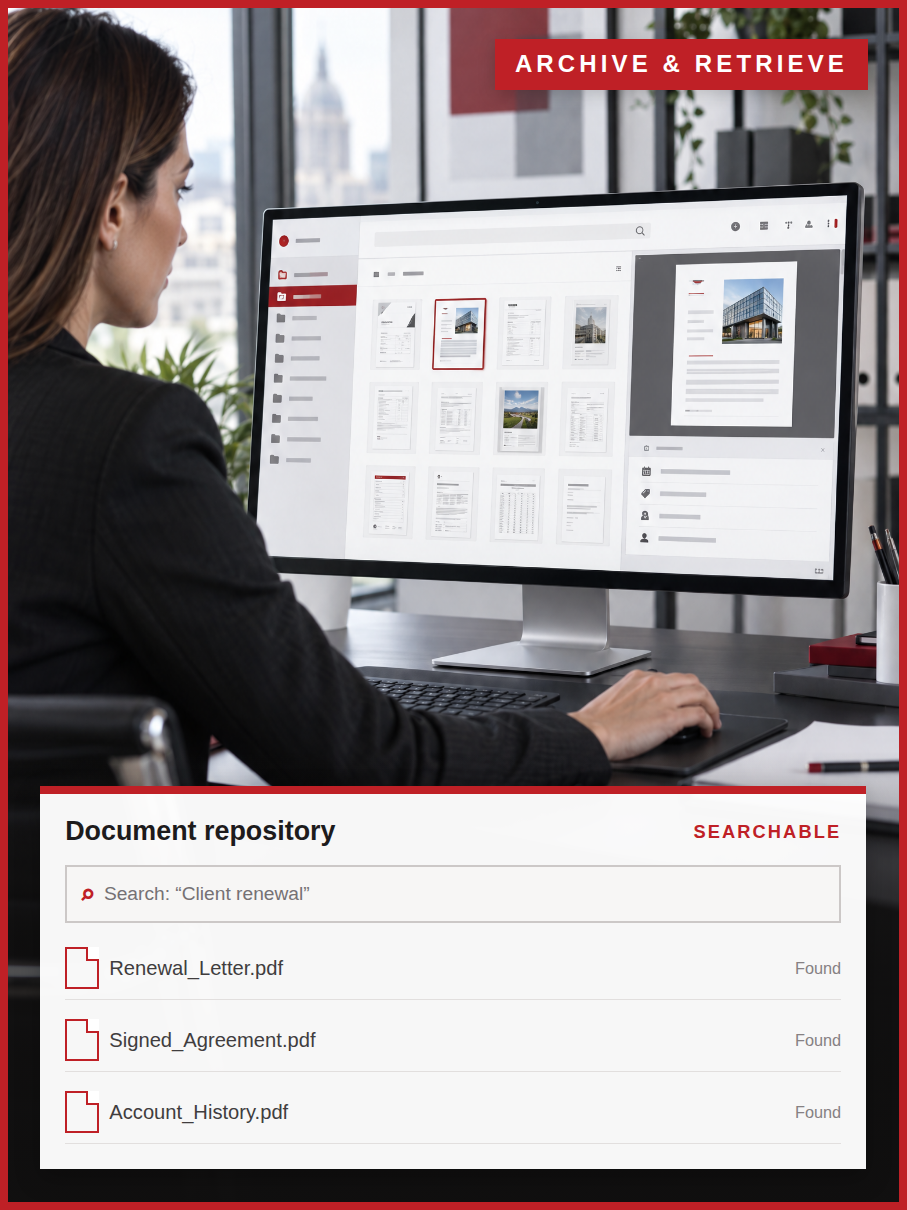 ARCHIVE & RETRIEVE
Document repository
SEARCHABLE
Search: “Client renewal”
Renewal_Letter.pdf
Found
Signed_Agreement.pdf
Found
Account_History.pdf
Found